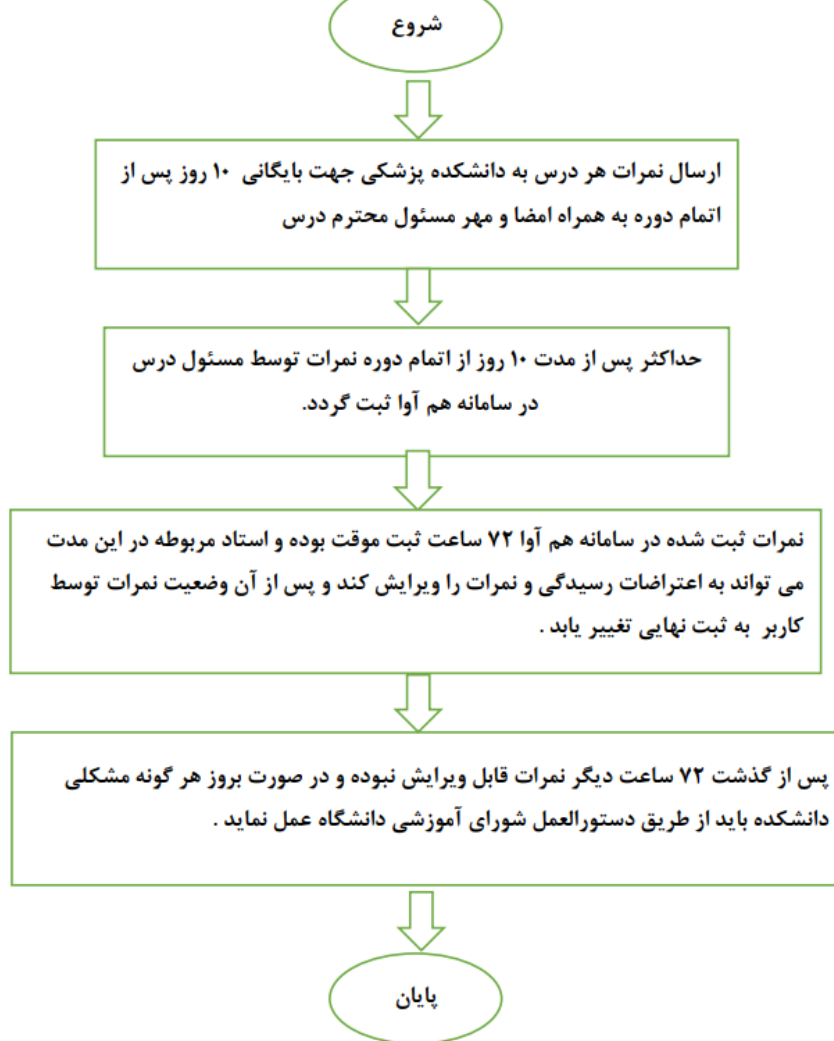 شروع
ارسال نمرات هر درس به دانشکده پزشکی جهت بایگانی ۱۰ روز پس از
اتمام دوره به همراه امضا و مهر مسئول محترم درس
حداکثر پس از مدت ۱۰ روز از اتمام دوره نمرات توسط مسئول درس
در سامانه هم آوا ثبت گردد.
نمرات ثبت شده در سامانه هم آوا ۷۲ ساعت ثبت موقت بوده و استاد مربوطه در این مدت
می تواند به اعتراضات رسیدگی و نمرات را ویرایش کند و پس از آن وضعیت نمرات توسط
کاربر به ثبت نهایی تغییر یابد .
پس از گذشت ۷۲ ساعت دیگر نمرات قابل ویرایش نبوده و در صورت بروز هر گونه مشکلی
دانشکده باید از طریق دستورالعمل شورای آموزشی دانشگاه عمل نماید .
پایان